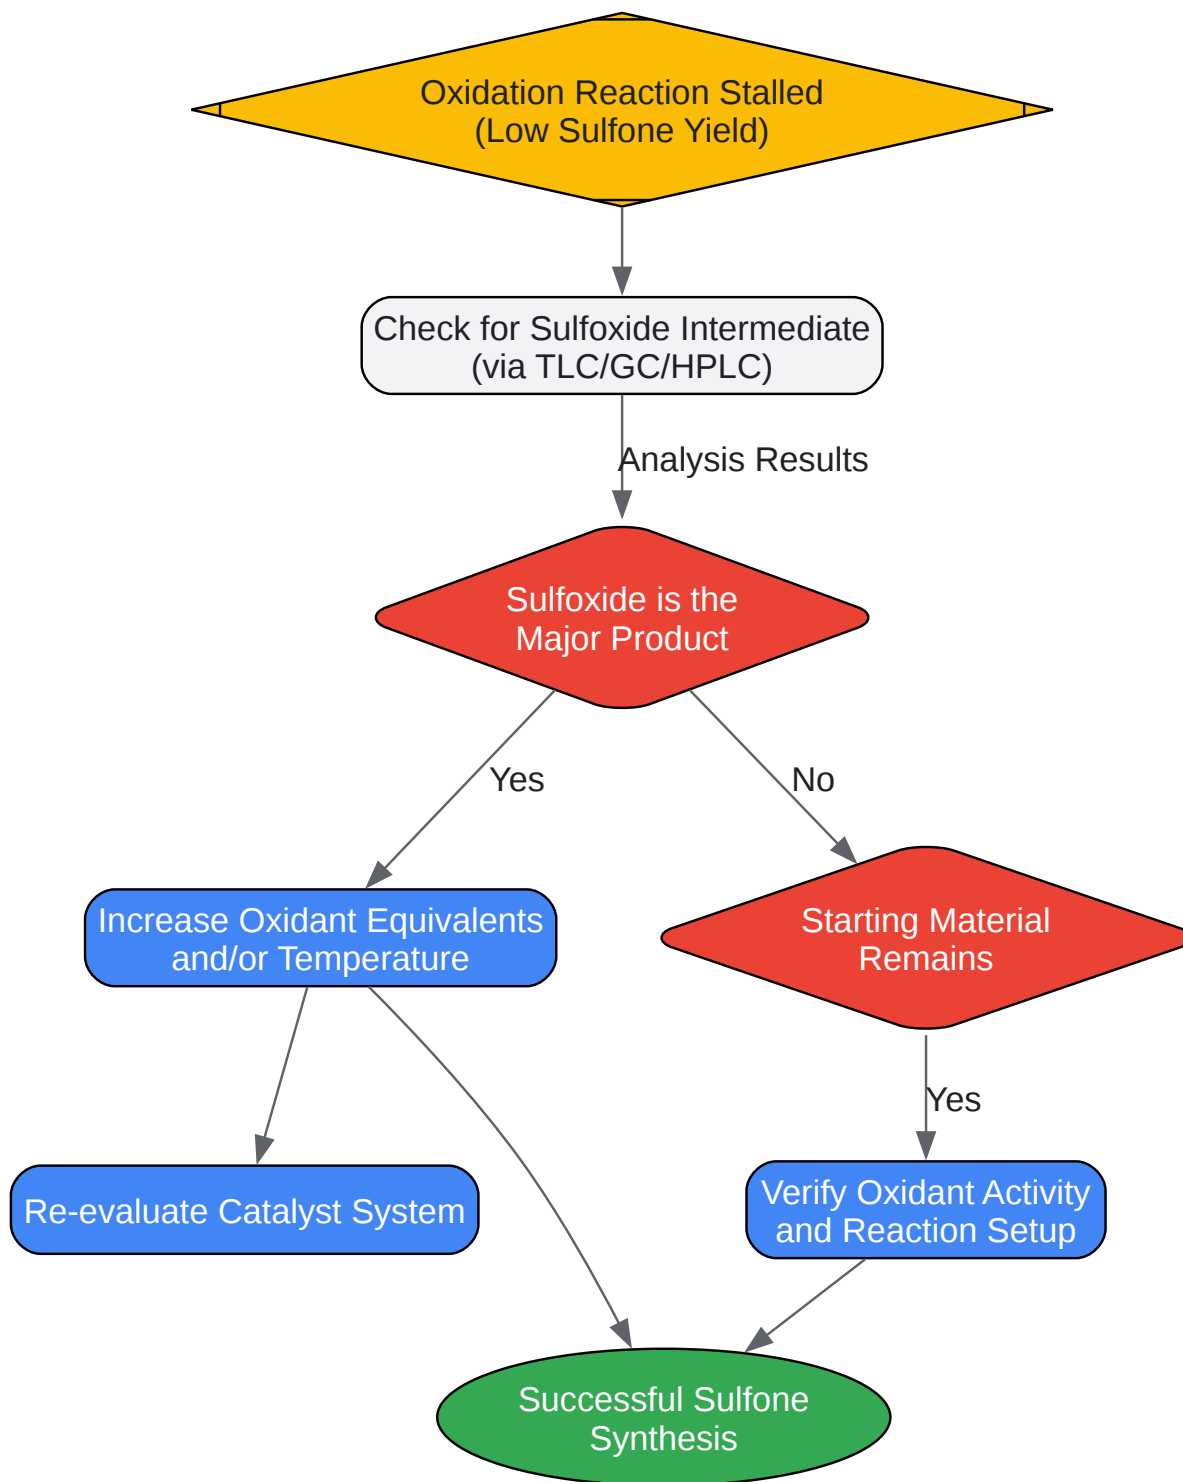 Oxidation Reaction Stalled
(Low Sulfone Yield)
Check for Sulfoxide Intermediate
(via TLC/GC/HPLC)
Analysis Results
Sulfoxide is the
Major Product
Yes
No
Increase Oxidant Equivalents
and/or Temperature
Starting Material
Remains
Yes
Re-evaluate Catalyst System
Verify Oxidant Activity
and Reaction Setup
Successful Sulfone
Synthesis